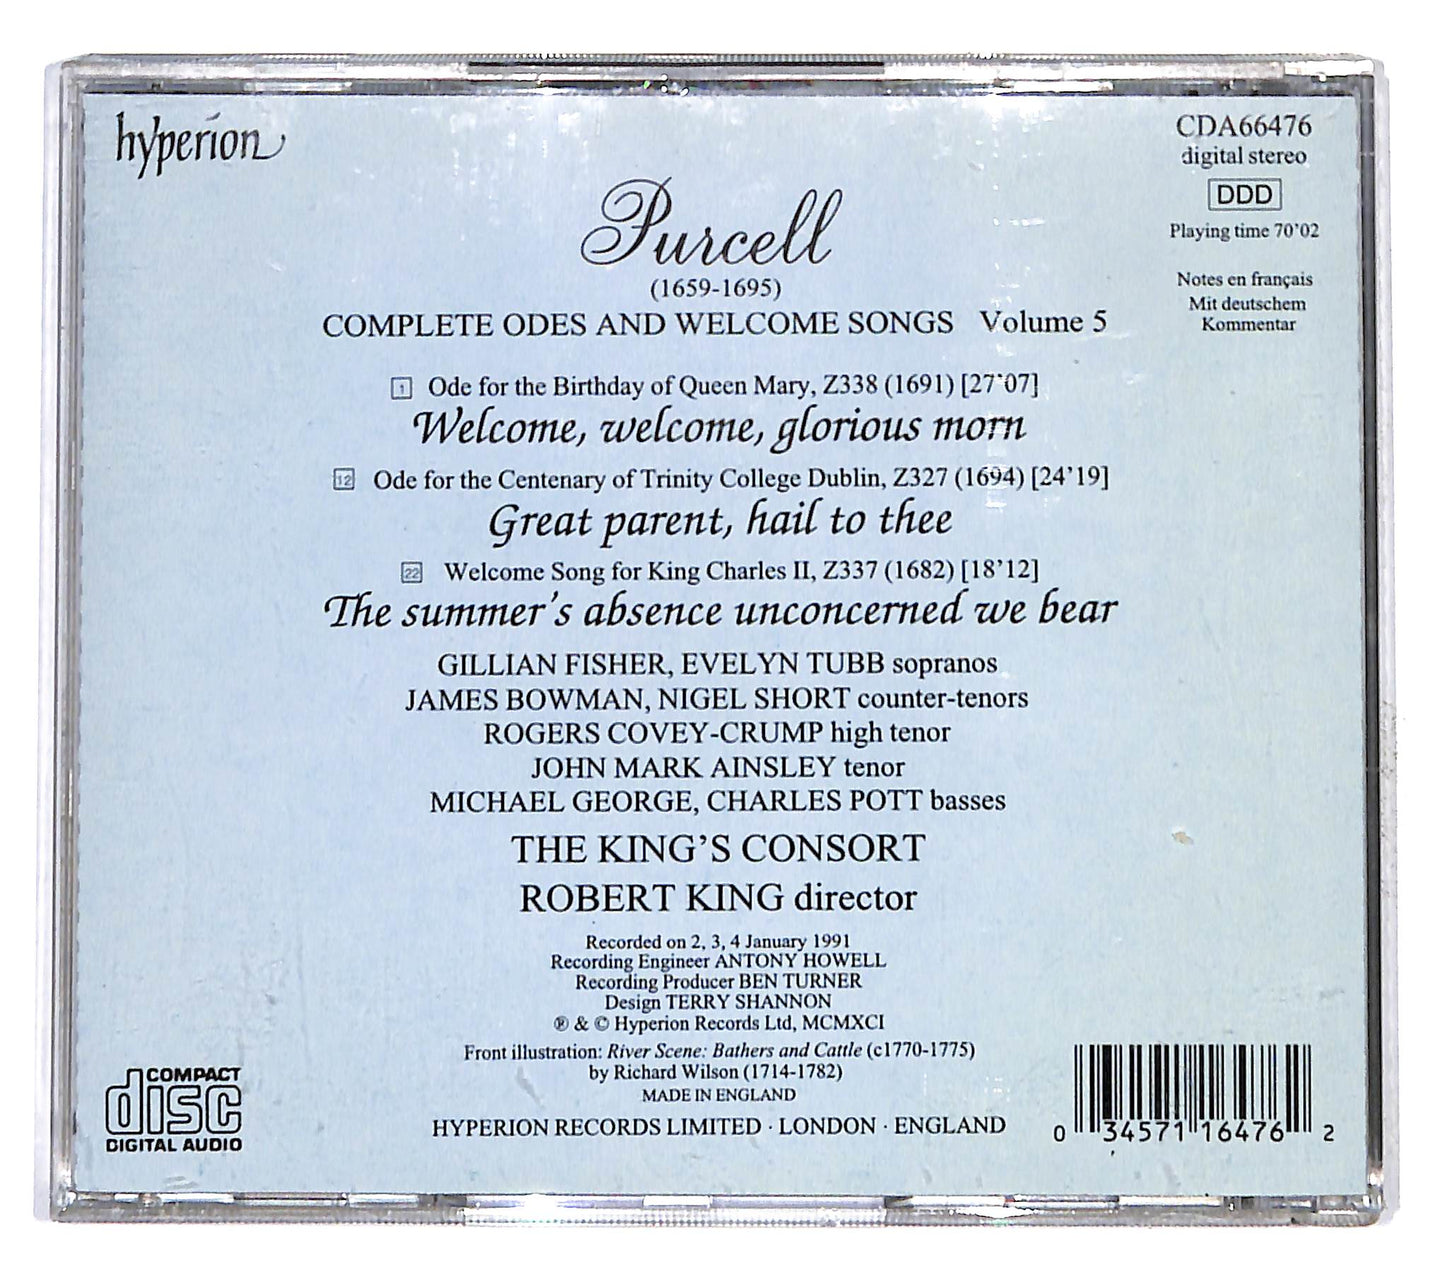 hyperion
CDA66476
digital stereo
DDD
Playing time 70'02
Notes en français
Mit deutschem
Kommentar
Purcell
(1659-1695)
COMPLETE ODES AND WELCOME SONGS Volume 5
1 Ode for the Birthday of Queen Mary, Z338 (1691) [27'07]
Welcome, welcome, glorious morn
12 Ode for the Centenary of Trinity College Dublin, Z327 (1694) [24'19]
Great parent, hail to thee
22 Welcome Song for King Charles II, Z337 (1682) [18'12]
The summer's absence unconcerned we bear
GILLIAN FISHER, EVELYN TUBB sopranos
JAMES BOWMAN, NIGEL SHORT counter-tenors
ROGERS COVEY-CRUMP high tenor
JOHN MARK AINSLEY tenor
MICHAEL GEORGE, CHARLES POTT basses
THE KING'S CONSORT
ROBERT KING director
Recorded on 2, 3, 4 January 1991
Recording Engineer ANTONY HOWELL
Recording Producer BEN TURNER
Design TERRY SHANNON
℗ & © Hyperion Records Ltd, MCMXCI
Front illustration: River Scene: Bathers and Cattle (c1770-1775)
by Richard Wilson (1714-1782)
MADE IN ENGLAND
HYPERION RECORDS LIMITED · LONDON · ENGLAND
COMPACT
disc
DIGITAL AUDIO
0 34571 16476 2